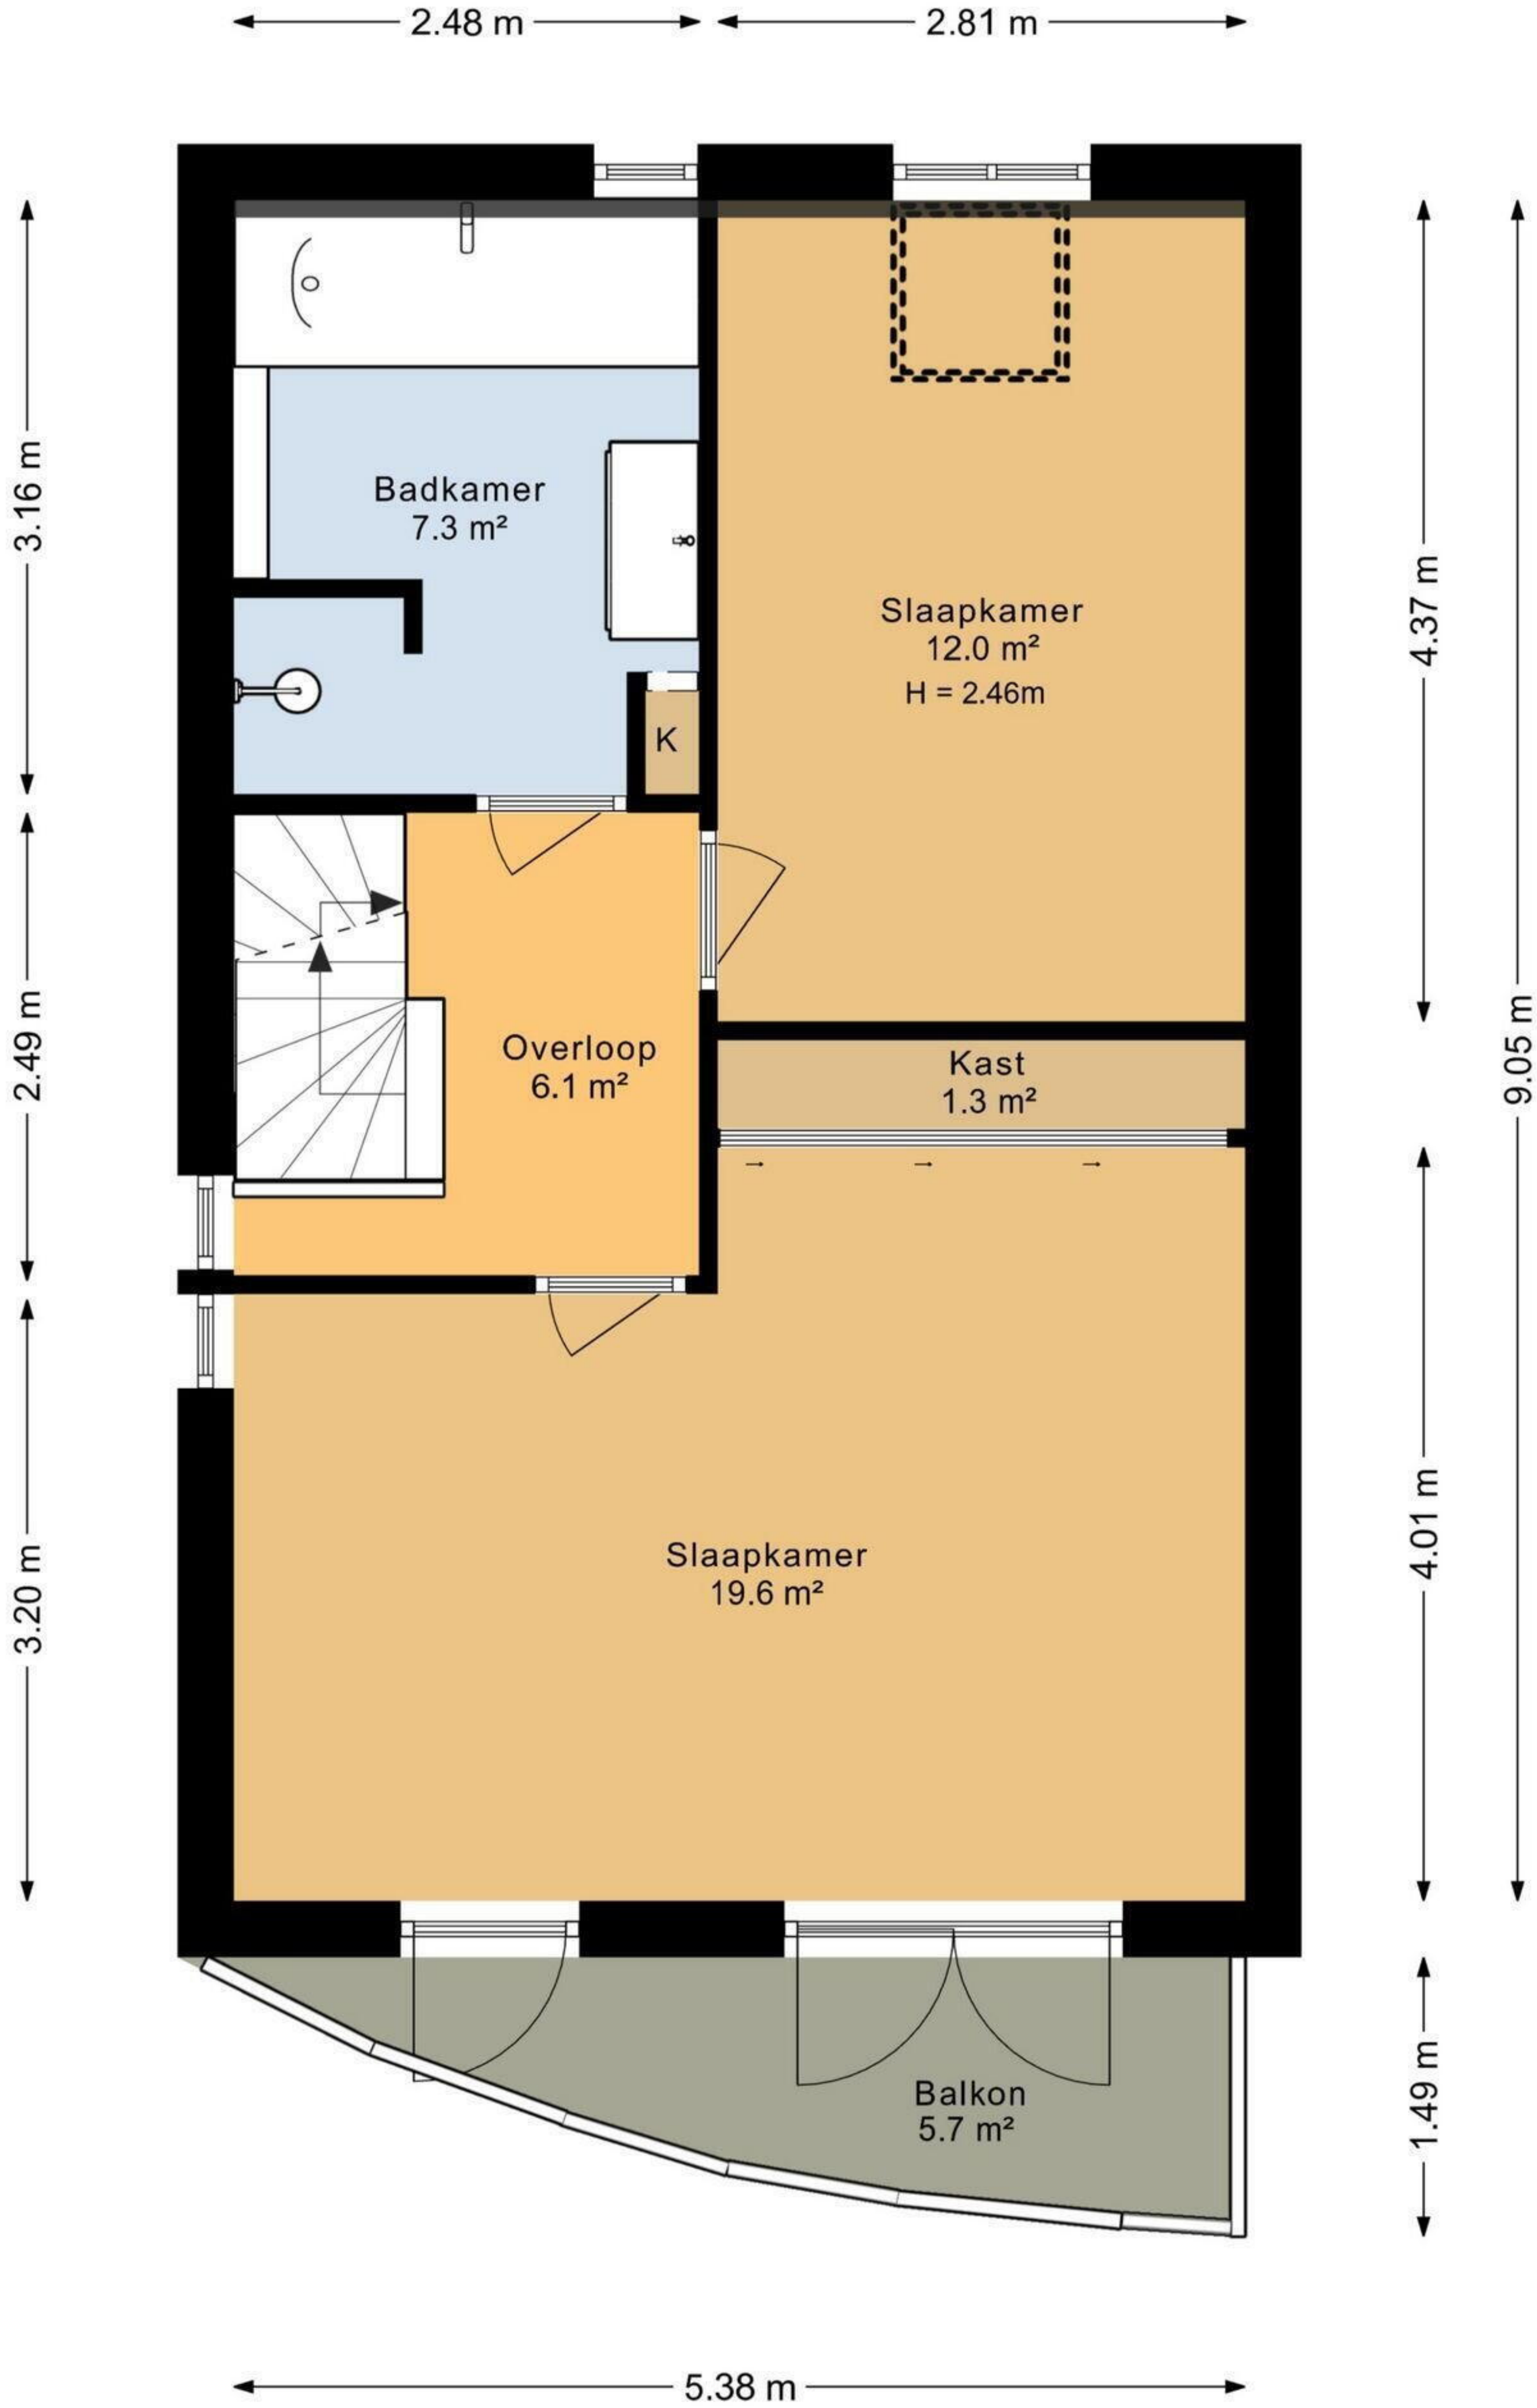 2.48 m
2.81 m
3.16 m
Badkamer
7.3 m²
Slaapkamer
12.0 m²
H = 2.46m
4.37 m
K
2.49 m
Overloop
6.1 m²
Kast
1.3 m²
9.05 m
3.20 m
Slaapkamer
19.6 m²
4.01 m
Balkon
5.7 m²
1.49 m
5.38 m